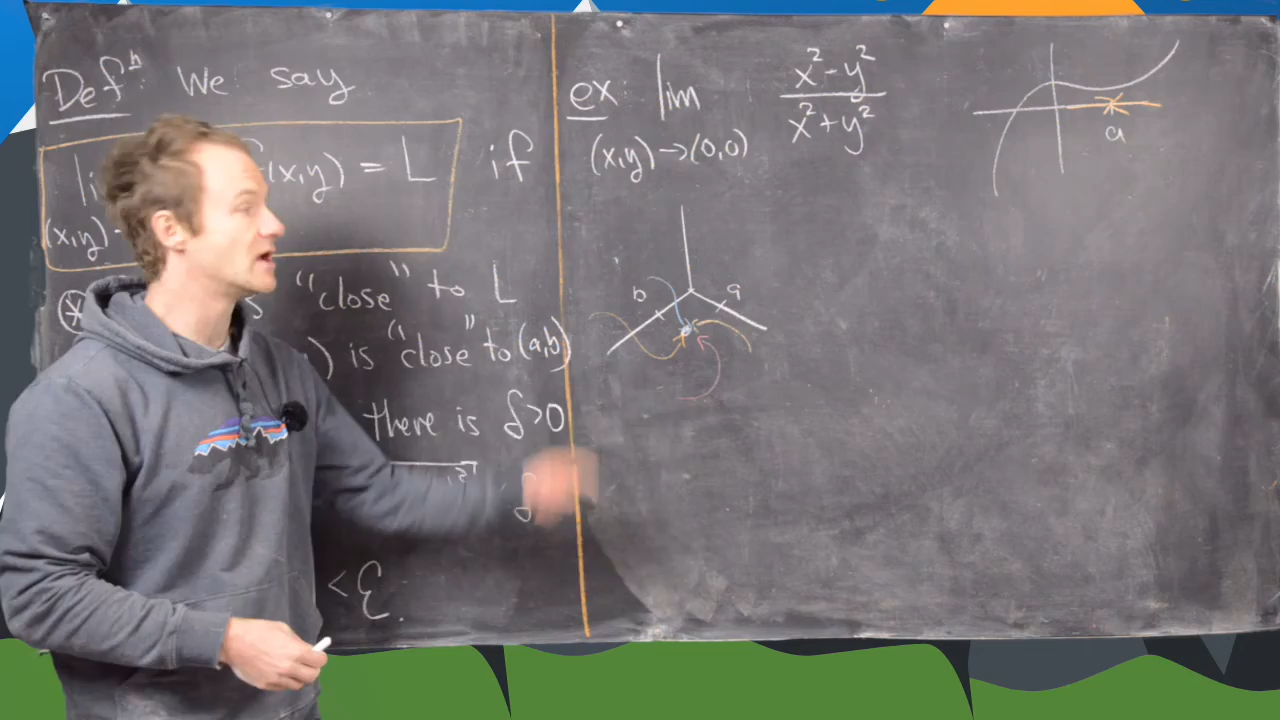 Defⁿ We say
f(x,y) = L if
(x,y)
"close" to L
) is "close" to (a,b)
there is δ>0
< ε.
ex lim x²-y² / x²+y²
(x,y)→(0,0)
b a
a